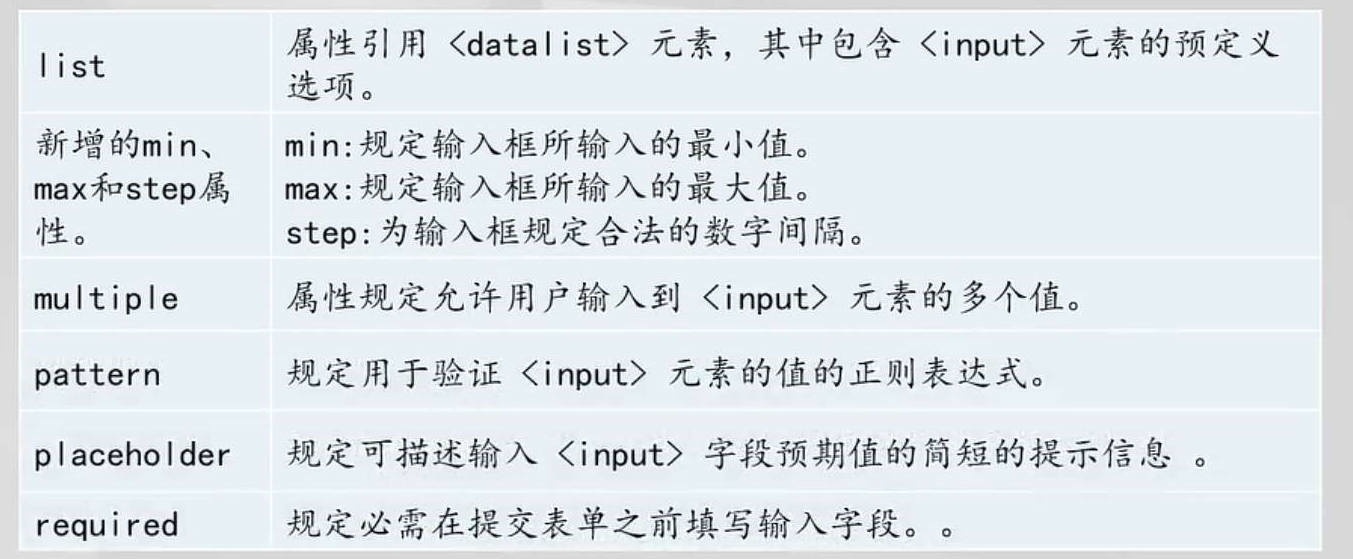 list
属性引用 <datalist> 元素，其中包含 <input> 元素的预定义
选项。
新增的min、
max和step属
性。
min:规定输入框所输入的最小值。
max:规定输入框所输入的最大值。
step:为输入框规定合法的数字间隔。
multiple
属性规定允许用户输入到 <input> 元素的多个值。
pattern
规定用于验证 <input> 元素的值的正则表达式。
placeholder
规定可描述输入 <input> 字段预期值的简短的提示信息 。
required
规定必需在提交表单之前填写输入字段。。